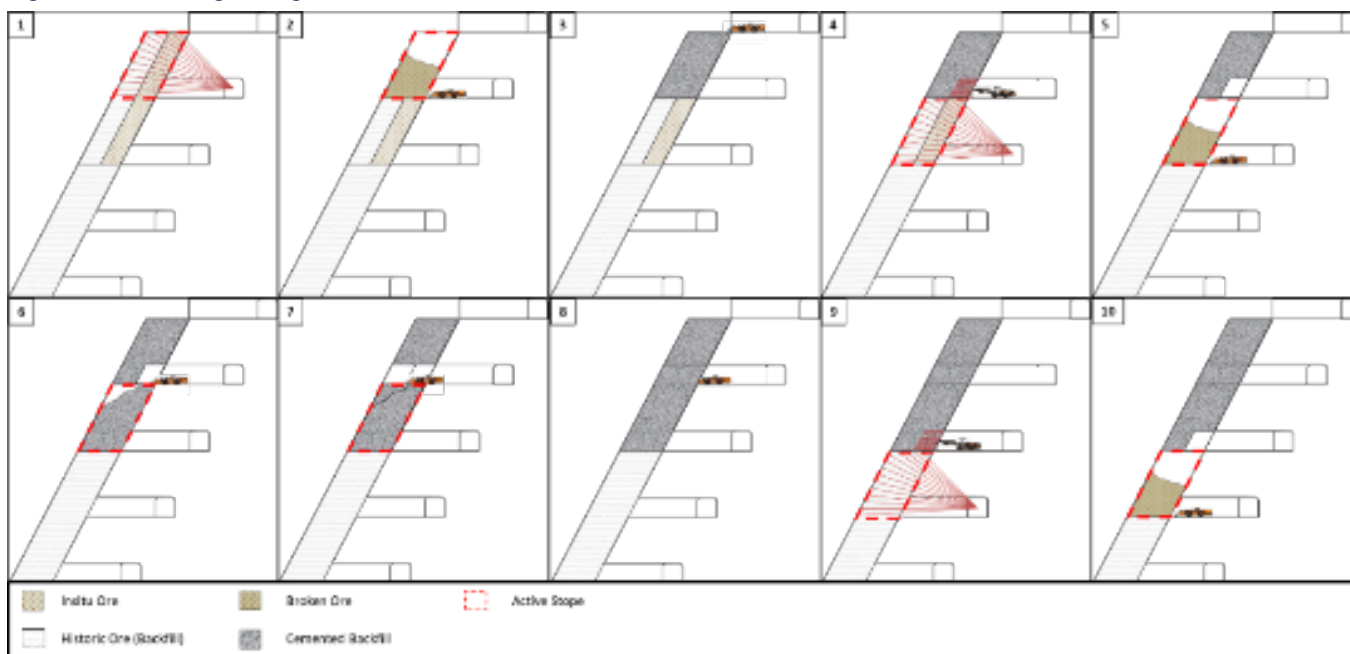 1
2
3
4
5
6
7
8
9
10
Insitu Ore
Broken Ore
Active Stope
Historic Ore (Backfill)
Cemented Backfill